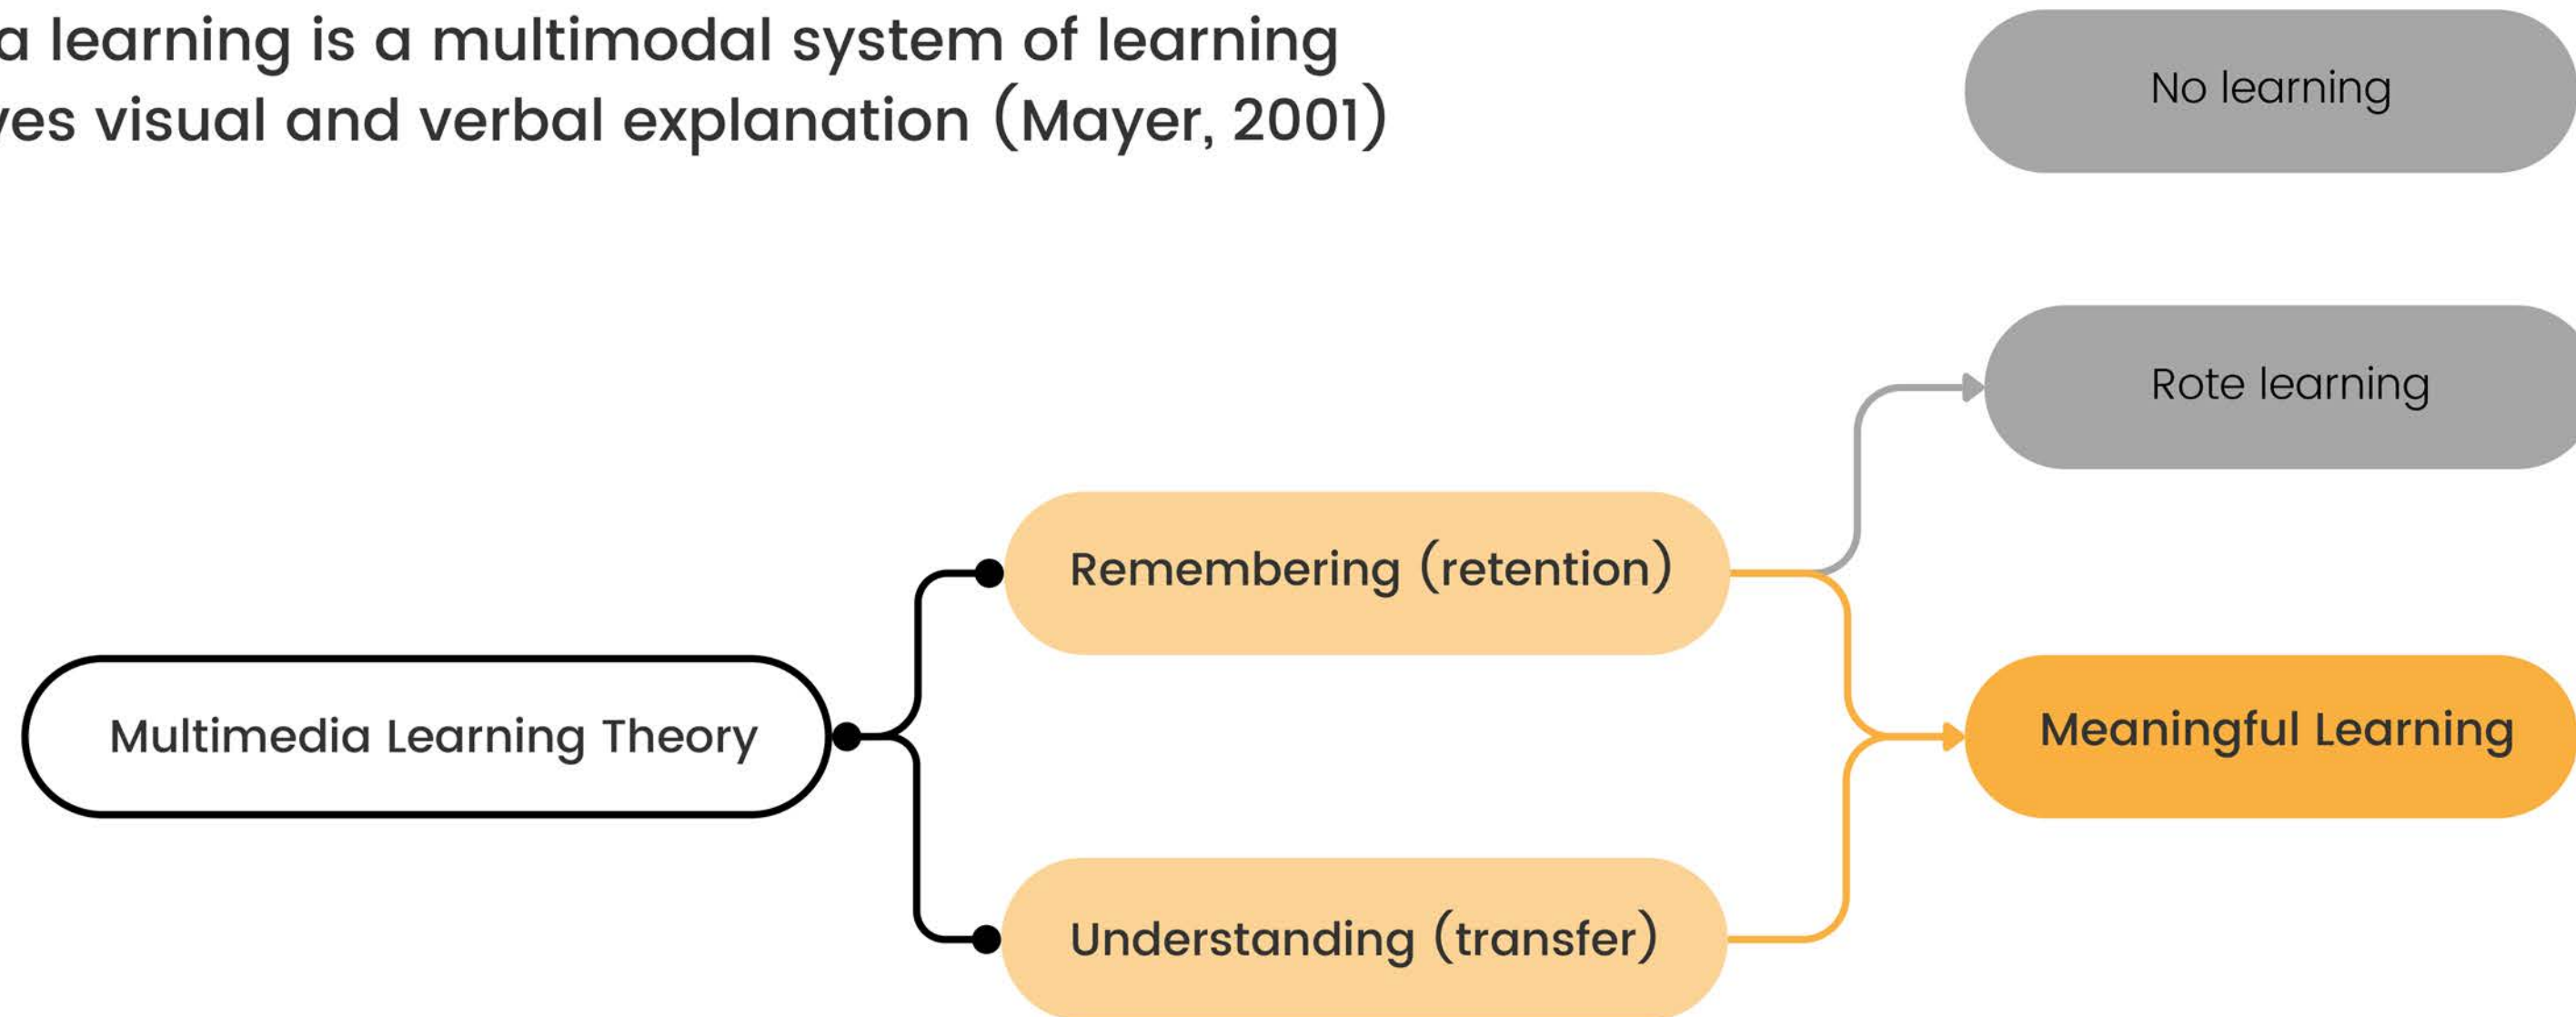 a learning is a multimodal system of learning
ves visual and verbal explanation (Mayer, 2001)
No learning
Rote learning
Remembering (retention)
Multimedia Learning Theory
Meaningful Learning
Understanding (transfer)